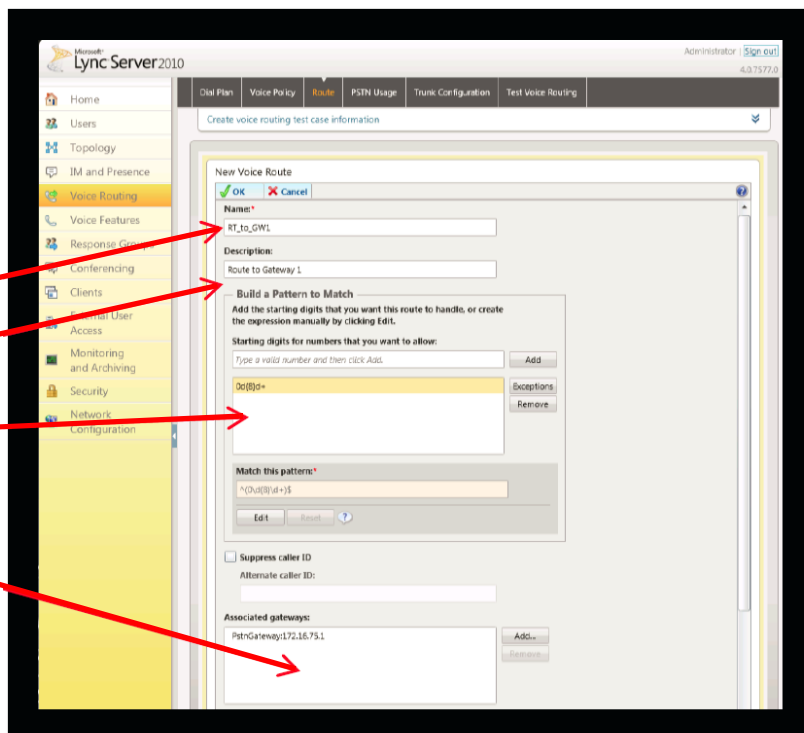 Microsoft
Lync Server 2010
Administrator | Sign out
4.0.7577.0
Home
Users
Topology
IM and Presence
Voice Routing
Voice Features
Response Groups
Conferencing
Clients
External User
Access
Monitoring
and Archiving
Security
Network
Configuration
Dial Plan Voice Policy Route PSTN Usage Trunk Configuration Test Voice Routing
Create voice routing test case information
New Voice Route
OK Cancel
Name:*
RT_to_GW1
Description:
Route to Gateway 1
Build a Pattern to Match
Add the starting digits that you want this route to handle, or create
the expression manually by clicking Edit.
Starting digits for numbers that you want to allow:
Type a valid number and then click Add.
Add
0d{8}d+
Exceptions
Remove
Match this pattern:*
^(0\d{8}\d+)$
Edit Reset ?
Suppress caller ID
Alternate caller ID:
Associated gateways:
PstnGateway:172.16.75.1
Add...
Remove